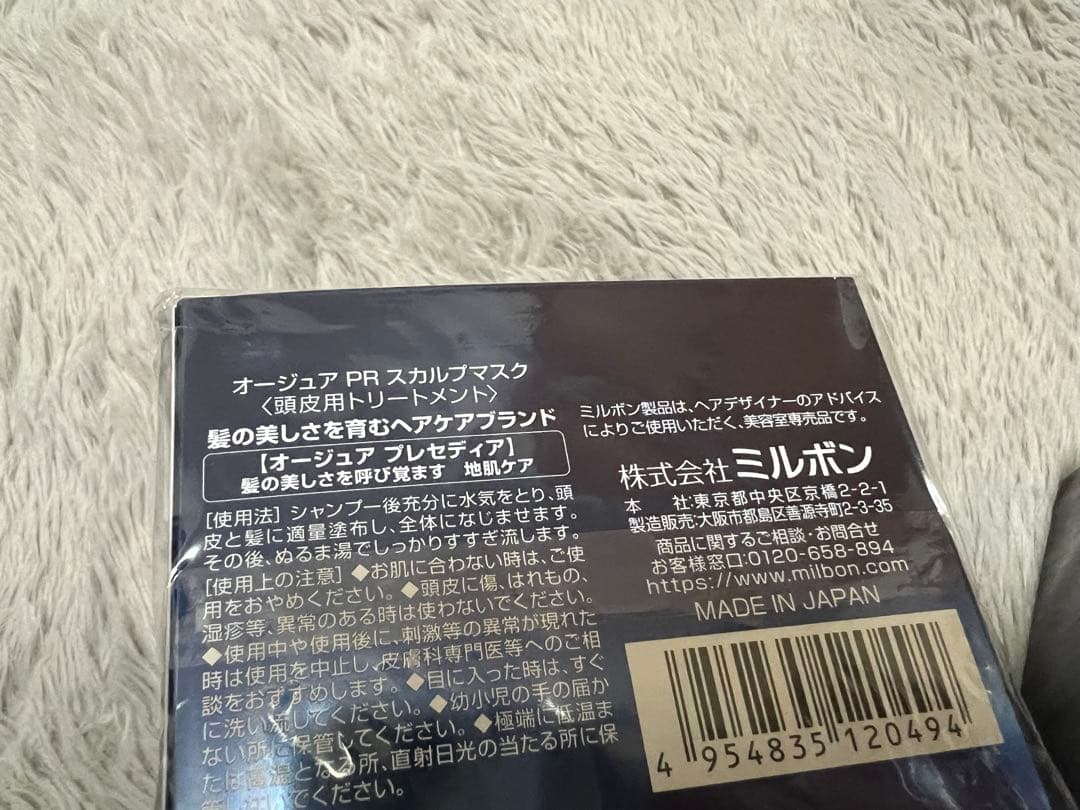 オージュア PR スカルプマスク
〈頭皮用トリートメント〉
髪の美しさを育むヘアケアブランド
【オージュア プレセディア】
髪の美しさを呼び覚ます 地肌ケア
[使用法] シャンプー後充分に水気をとり、頭
皮と髪に適量塗布し、全体になじませます。
その後、ぬるま湯でしっかりすすぎ流します。
[使用上の注意] ◆お肌に合わない時は、ご使
用をおやめください。◆頭皮に傷、はれもの、
湿疹等、異常のある時は使わないでください。
◆使用中や使用後に、刺激等の異常が現れた
時は使用を中止し、皮膚科専門医等へのご相
談をおすすめします。◆目に入った時は、すぐ
に洗い流してください。◆幼小児の手の届か
ない所に保管してください。◆極端に低温ま
たは高温となる所、直射日光の当たる所に保
ください。
ミルボン製品は、ヘアデザイナーのアドバイス
によりご使用いただく、美容室専売品です。
株式会社 ミルボン
本 社:東京都中央区京橋2-2-1
製造販売:大阪市都島区善源寺町2-3-35
商品に関するご相談・お問合せ
お客様窓口:0120-658-894
https://www.milbon.com
MADE IN JAPAN
4 954835 120494